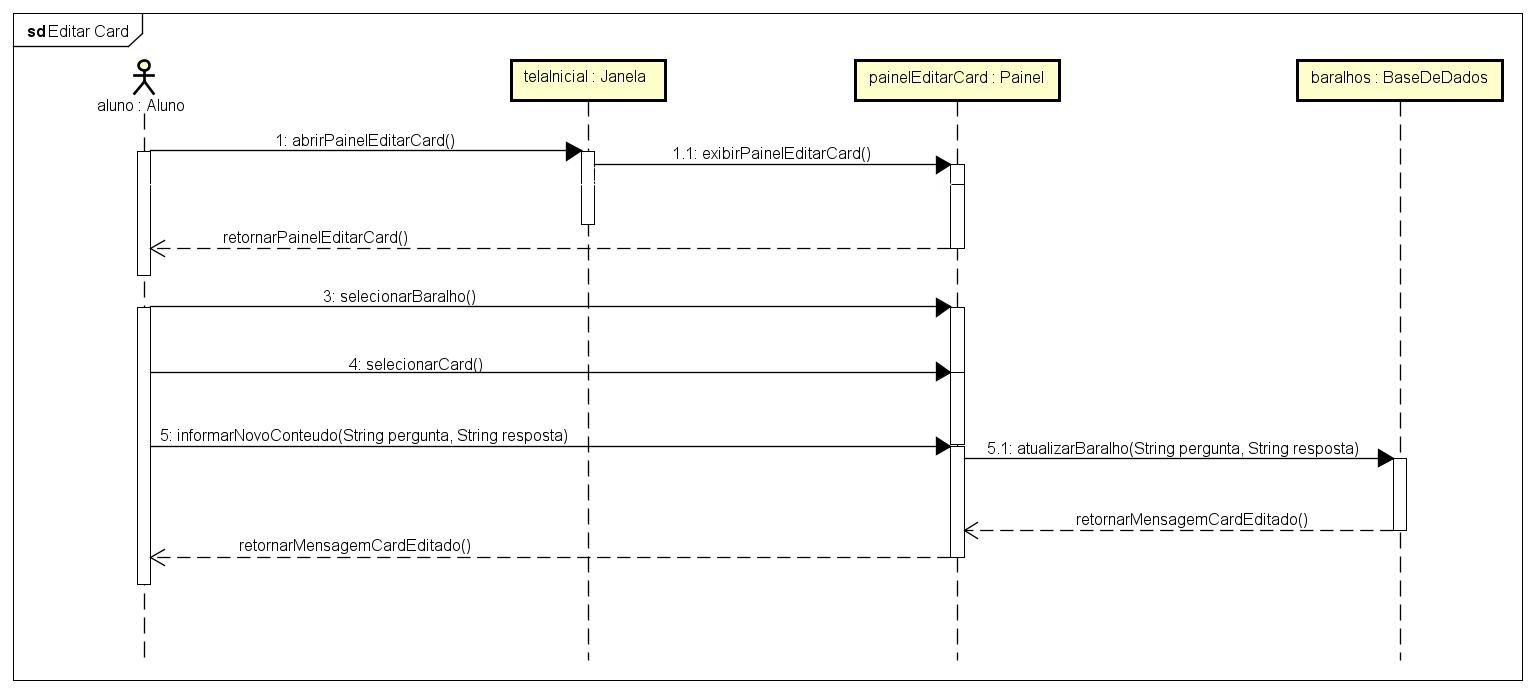 sd Editar Card
aluno : Aluno
telaInicial : Janela
painelEditarCard : Painel
baralhos : BaseDeDados
1: abrirPainelEditarCard()
1.1: exibirPainelEditarCard()
retornarPainelEditarCard()
3: selecionarBaralho()
4: selecionarCard()
5: informarNovoConteudo(String pergunta, String resposta)
5.1: atualizarBaralho(String pergunta, String resposta)
retornarMensagemCardEditado()
retornarMensagemCardEditado()